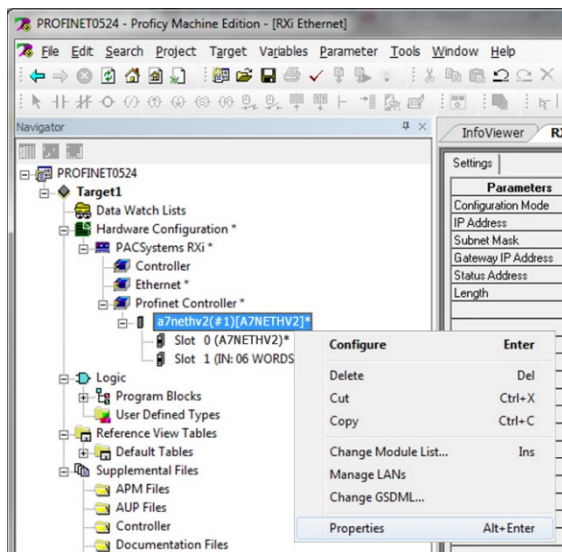 PROFINET0524 - Proficy Machine Edition - [RXi Ethernet]
File Edit Search Project Target Variables Parameter Tools Window Help
Navigator
InfoViewer
PROFINET0524
Target1
Data Watch Lists
Hardware Configuration *
PACSystems RXi *
Controller
Ethernet *
Profinet Controller *
a7nethv2(#1)[A7NETHV2]*
Slot 0 (A7NETHV2)*
Slot 1 (IN: 06 WORDS
Logic
Program Blocks
User Defined Types
Reference View Tables
Default Tables
Supplemental Files
APM Files
AUP Files
Controller
Documentation Files
Configure Enter
Delete Del
Cut Ctrl+X
Copy Ctrl+C
Change Module List... Ins
Manage LANs
Change GSDML...
Properties Alt+Enter
Settings
Parameters
Configuration Mode
IP Address
Subnet Mask
Gateway IP Address
Status Address
Length